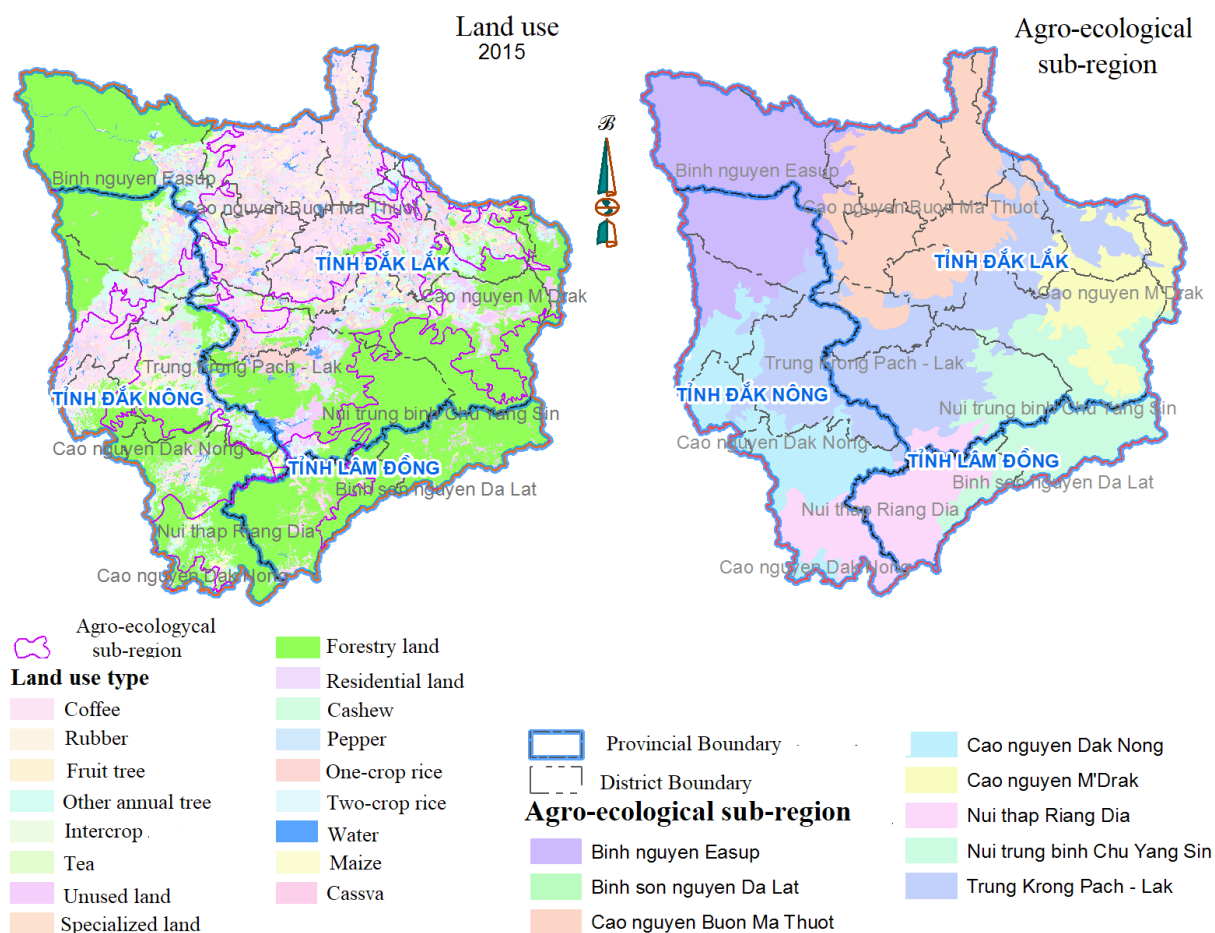 Land use
2015
Agro-ecological
sub-region
B
Binh nguyen Easup
Cao nguyen Buon Ma Thuot
TỈNH ĐẮK LẮK
Cao nguyen M'Drak
Trung Krong Pach - Lak
TỈNH ĐẮK NÔNG
Nui trung binh Chu Yang Sin
Cao nguyen Dak Nong
TỈNH LÂM ĐỒNG
Binh son nguyen Da Lat
Nui thap Riang Dia
Cao nguyen Dak Nong
Binh nguyen Easup
Cao nguyen Buon Ma Thuot
TỈNH ĐẮK LẮK
Cao nguyen M'Drak
Trung Krong Pach - Lak
TỈNH ĐẮK NÔNG
Nui trung binh Chu Yang Sin
Cao nguyen Dak Nong
TỈNH LÂM ĐỒNG
Binh son nguyen Da Lat
Nui thap Riang Dia
Cao nguyen Dak Nong
Agro-ecologycal
sub-region
Land use type
Coffee
Rubber
Fruit tree
Other annual tree
Intercrop
Tea
Unused land
Specialized land
Forestry land
Residential land
Cashew
Pepper
One-crop rice
Two-crop rice
Water
Maize
Cassva
Provincial Boundary
District Boundary
Agro-ecological sub-region
Binh nguyen Easup
Binh son nguyen Da Lat
Cao nguyen Buon Ma Thuot
Cao nguyen Dak Nong
Cao nguyen M'Drak
Nui thap Riang Dia
Nui trung binh Chu Yang Sin
Trung Krong Pach - Lak